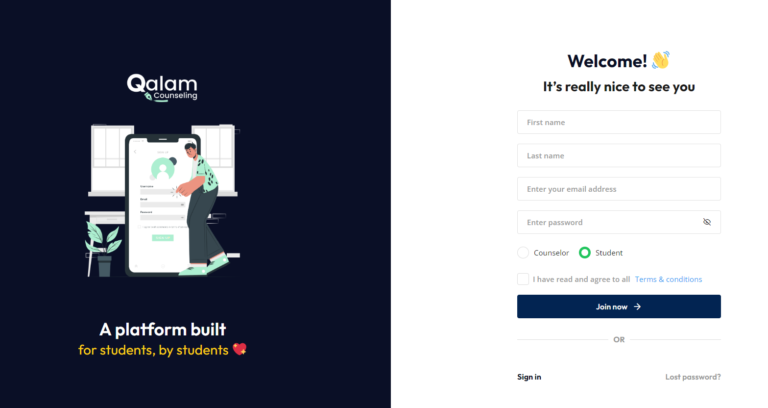 Qalam
Counseling
A platform built
for students, by students
Welcome!
It's really nice to see you
First name
Last name
Enter your email address
Enter password
Counselor
Student
I have read and agree to all Terms & conditions
Join now
OR
Sign in
Last password?